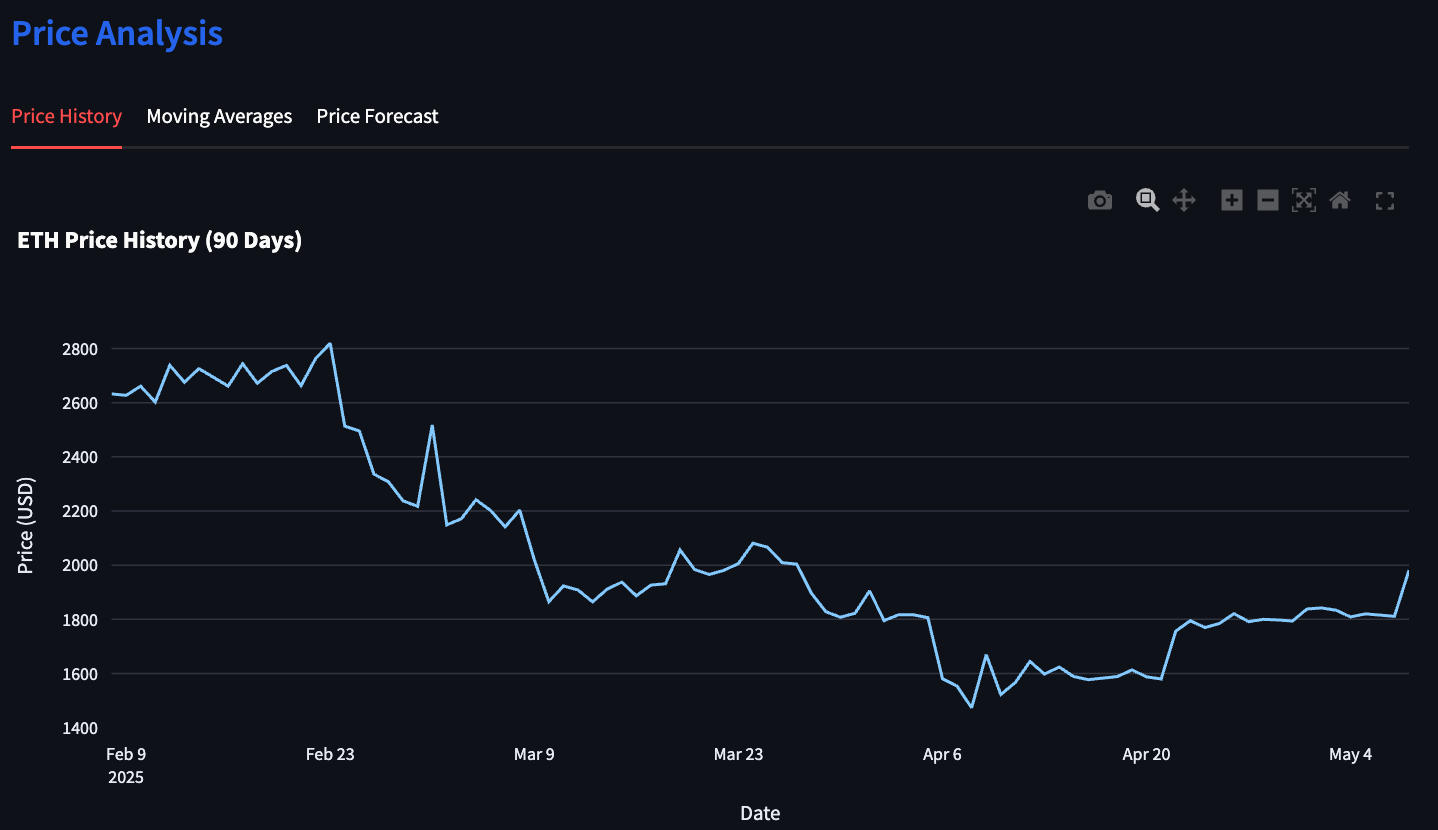 Price Analysis
Price History Moving Averages Price Forecast
ETH Price History (90 Days)
2800
2600
2400
2200
2000
1800
1600
1400
Price (USD)
Feb 9 Feb 23 Mar 9 Mar 23 Apr 6 Apr 20 May 4
2025
Date